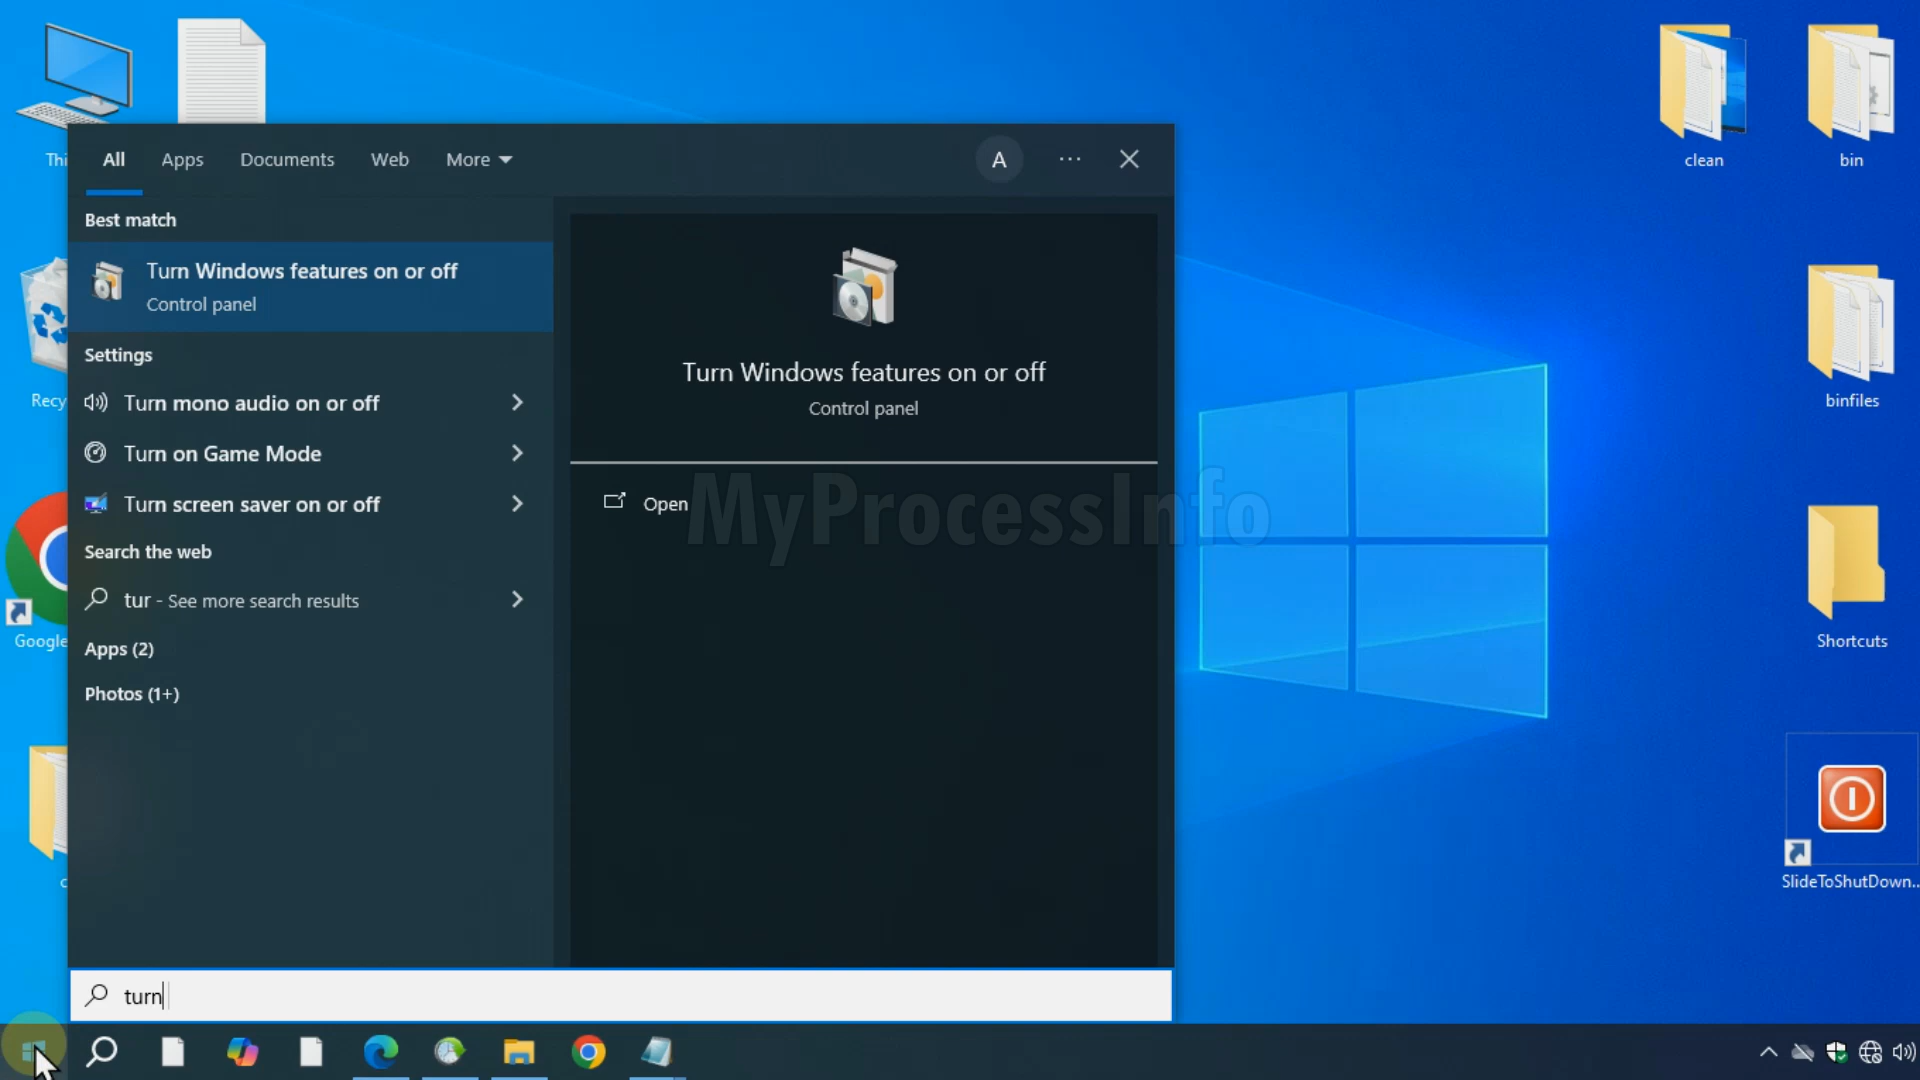 clean
bin
Thi
All
Apps
Documents
Web
More
A
Best match
Turn Windows features on or off
Control panel
Settings
Turn mono audio on or off
Turn on Game Mode
Turn screen saver on or off
Search the web
tur - See more search results
Apps (2)
Photos (1+)
Turn Windows features on or off
Control panel
Open
MyProcessInfo
Recy
Google
c
binfiles
Shortcuts
SlideToShutDown...
turn